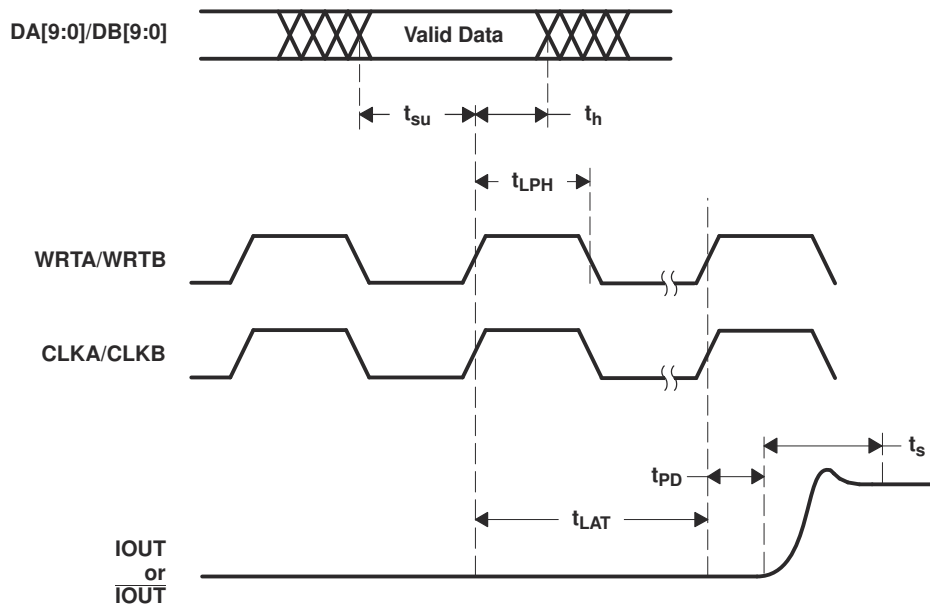 DA[9:0]/DB[9:0]
Valid Data
tsu
th
tLPH
WRTA/WRTB
CLKA/CLKB
ts
tPD
tLAT
IOUT
or
IOUT